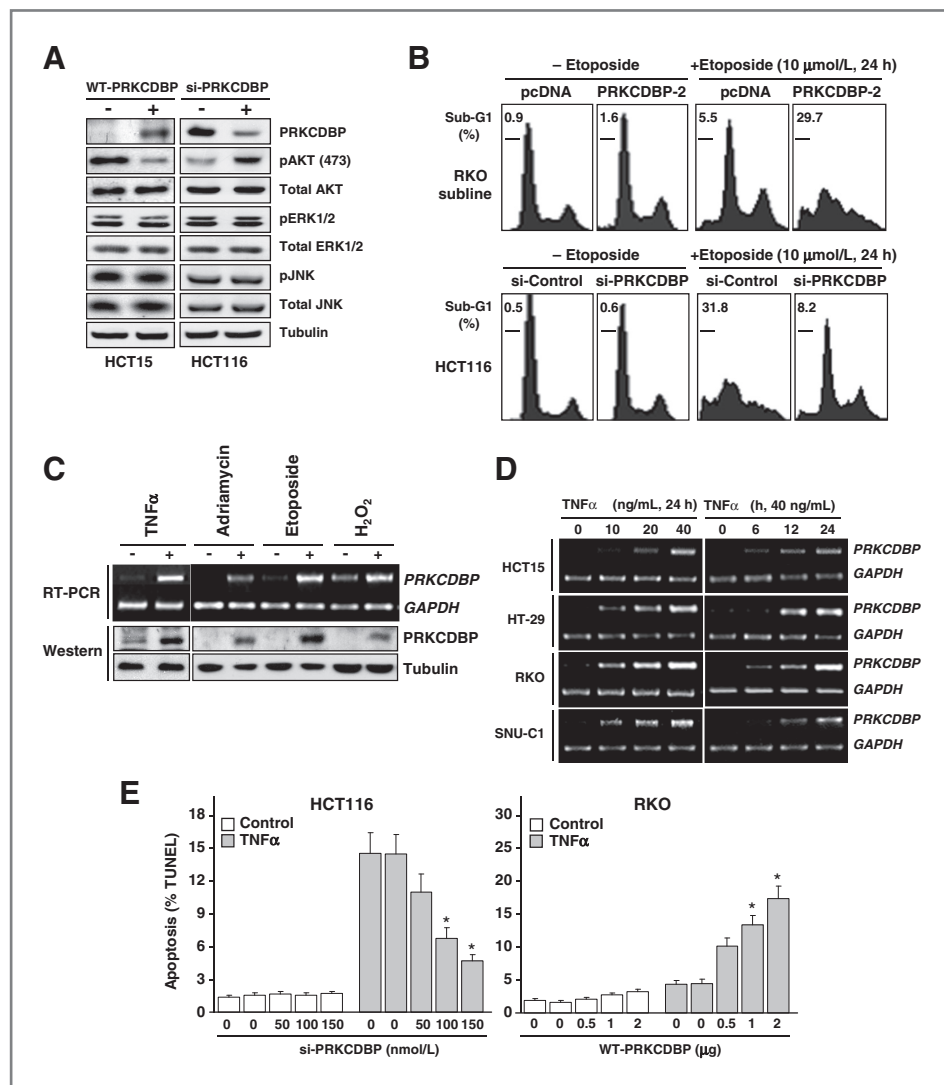 A
WT-PRKCDBP si-PRKCDBP
- + - +
PRKCDBP
pAKT (473)
Total AKT
pERK1/2
Total ERK1/2
pJNK
Total JNK
Tubulin
HCT15 HCT116
B
– Etoposide +Etoposide (10 μmol/L, 24 h)
pcDNA PRKCDBP-2 pcDNA PRKCDBP-2
Sub-G1 (%) 0.9 1.6 5.5 29.7
RKO subline
– Etoposide +Etoposide (10 μmol/L, 24 h)
si-Control si-PRKCDBP si-Control si-PRKCDBP
Sub-G1 (%) 0.5 0.6 31.8 8.2
HCT116
C
TNFα Adriamycin Etoposide H₂O₂
- + - + - + - +
RT-PCR PRKCDBP
GAPDH
Western PRKCDBP
Tubulin
D
TNFα (ng/mL, 24 h) TNFα (h, 40 ng/mL)
0 10 20 40 0 6 12 24
HCT15 PRKCDBP
GAPDH
HT-29 PRKCDBP
GAPDH
RKO PRKCDBP
GAPDH
SNU-C1 PRKCDBP
GAPDH
E
HCT116
Apoptosis (% TUNEL)
18
15
12
9
6
3
0
Control
TNFα
* *
0 0 50 100 150 0 0 50 100 150
si-PRKCDBP (nmol/L)
RKO
30
25
20
15
10
5
0
Control
TNFα
* *
0 0 0.5 1 2 0 0 0.5 1 2
WT-PRKCDBP (μg)